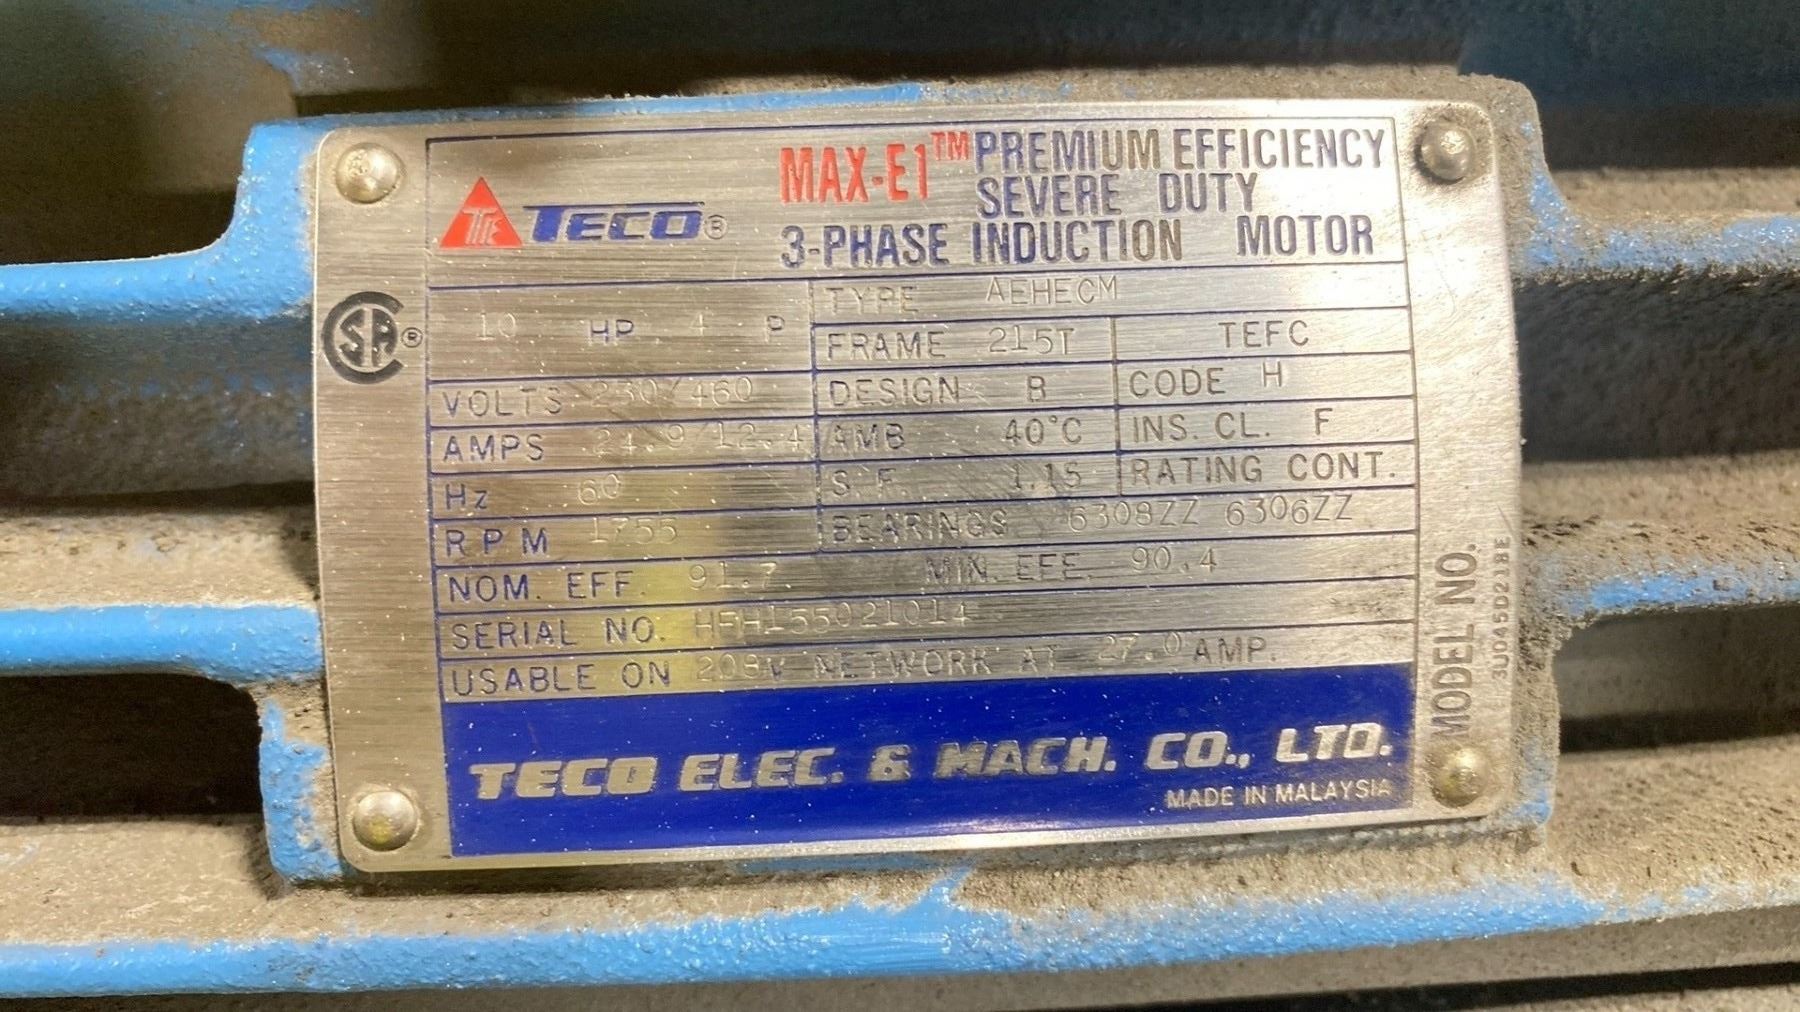 MAX-E1™ PREMIUM EFFICIENCY
SEVERE DUTY
TECO®
3-PHASE INDUCTION MOTOR
TYPE AEHECM
10 HP 4 P
FRAME 215T TEFC
VOLTS 230/460
DESIGN B CODE H
AMPS 24.9/12.4
AMB 40°C INS. CL. F
Hz 60
S.F. 1.15 RATING CONT.
RPM 1755
BEARINGS 6308ZZ 6306ZZ
NOM. EFF. 91.7 MIN. EFF. 90.4
SERIAL NO.
USABLE ON 208V NETWORK AT 27.0 AMP.
TECO ELEC. & MACH. CO., LTD.
MADE IN MALAYSIA
MODEL NO.
3U045D218E
SA®